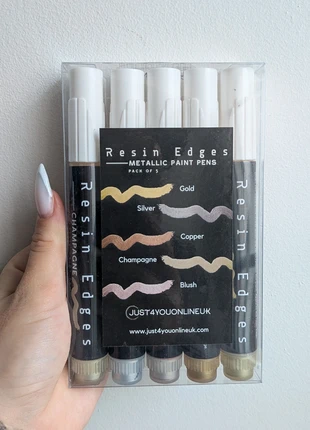 Resin Edges
METALLIC PAINT PENS
PACK OF 5
Gold
Silver
Copper
Champagne
Blush
JUST4YOUONLINEUK
www.just4youonlineuk.com
Resin Edges
CHAMPAGNE
Resin Edges